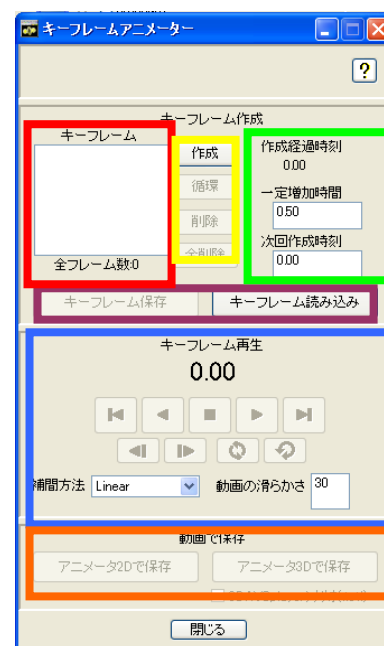 キーフレームアニメーター
?
キーフレーム作成
キーフレーム
作成
循環
削除
全削除
全フレーム数:0
作成経過時刻
0.00
一定増加時間
0.50
次回作成時刻
0.00
キーフレーム保存
キーフレーム読み込み
キーフレーム再生
0.00
補間方法 Linear
動画の滑らかさ 30
動画で保存
アニメータ2Dで保存
アニメータ3Dで保存
閉じる